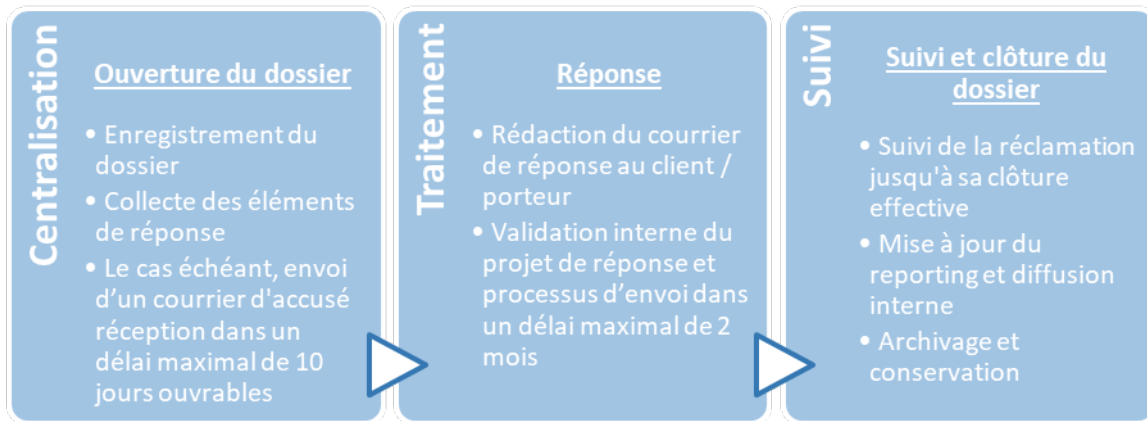 Centralisation
Ouverture du dossier
• Enregistrement du
dossier
• Collecte des éléments
de réponse
• Le cas échéant, envoi
d’un courrier d'accusé
réception dans un
délai maximal de 10
jours ouvrables
Traitement
Réponse
• Rédaction du courrier
de réponse au client /
porteur
• Validation interne du
projet de réponse et
processus d’envoi dans
un délai maximal de 2
mois
Suivi
Suivi et clôture du
dossier
• Suivi de la réclamation
jusqu'à sa clôture
effective
• Mise à jour du
reporting et diffusion
interne
• Archivage et
conservation